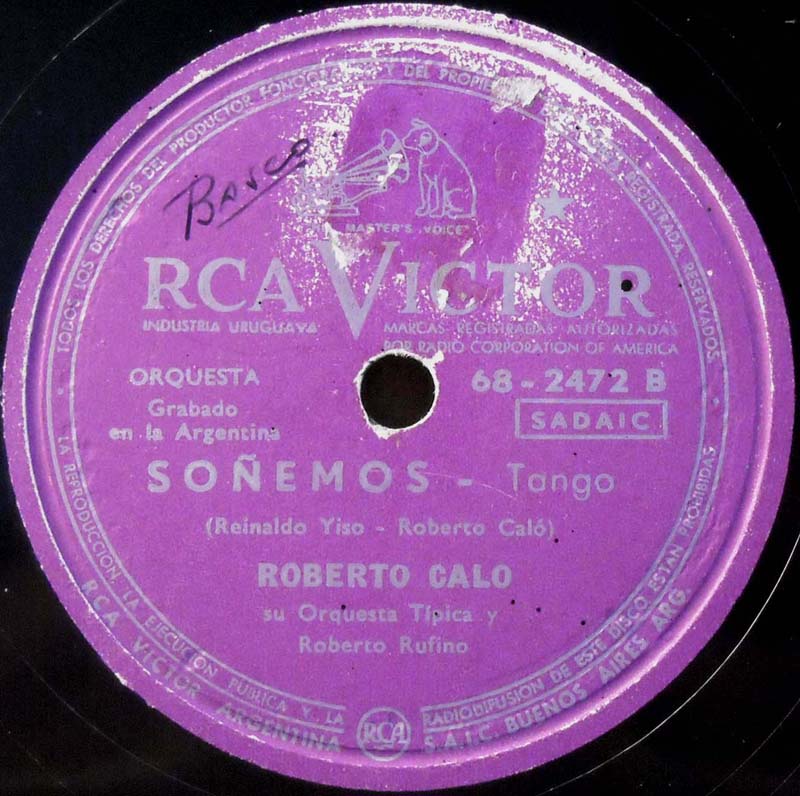 TODOS LOS DERECHOS DEL PRODUCTOR FONOGRAFICO Y DEL PROPIE
REGISTRADA RESERVADOS.
Basco
MASTER'S VOICE
RCA VICTOR
INDUSTRIA URUGUAYA
MARCAS REGISTRADAS AUTORIZADAS
POR RADIO CORPORATION OF AMERICA
ORQUESTA
68-2472 B
Grabado
en la Argentina
SADAIC
SOÑEMOS - Tango
(Reinaldo Yiso - Roberto Caló)
ROBERTO CALO
su Orquesta Típica y
Roberto Rufino
LA REPRODUCCION, LA EJECUCION PUBLICA Y LA
RADIODIFUSION DE ESTE DISCO ESTAN PROHIBIDAS
RCA VICTOR ARGENTINA
RCA
S.A.I.C. BUENOS AIRES ARG.